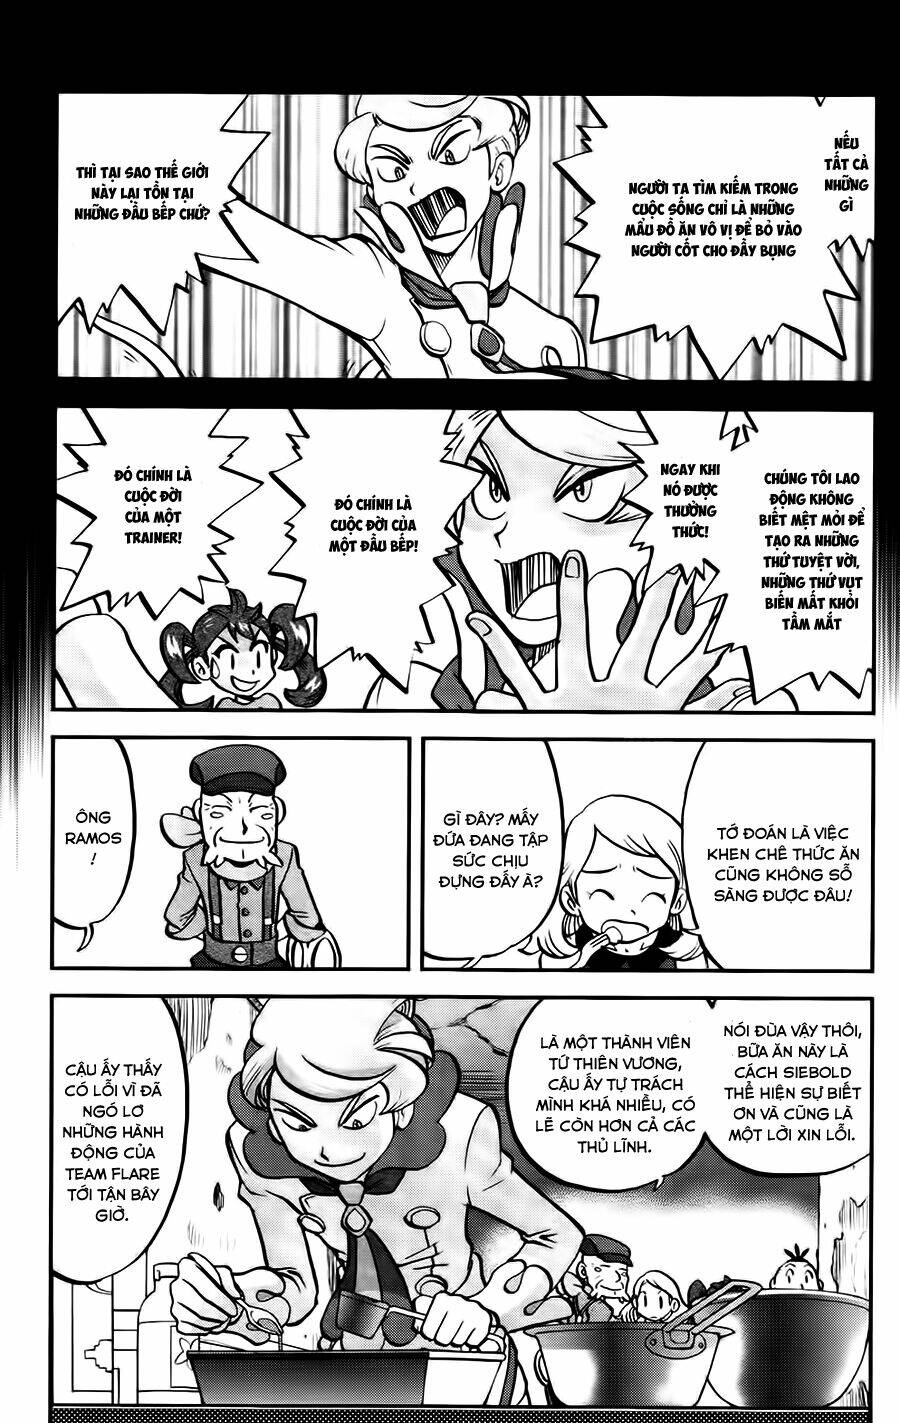 NẾU
TẤT CẢ
NHỮNG
GÌ
NGƯỜI TA TÌM KIẾM TRONG
CUỘC SỐNG CHỈ LÀ NHỮNG
MẨU ĐỒ ĂN VÔ VỊ ĐỂ BỎ VÀO
NGƯỜI CỐT CHO ĐẦY BỤNG
THÌ TẠI SAO THẾ GIỚI
NÀY LẠI TỒN TẠI
NHỮNG ĐẦU BẾP CHỨ?
CHÚNG TÔI LAO
ĐỘNG KHÔNG
BIẾT MỆT MỎI ĐỂ
TẠO RA NHỮNG
THỨ TUYỆT VỜI,
NHỮNG THỨ VỤT
BIẾN MẤT KHỎI
TẦM MẮT
NGAY KHI
NÓ ĐƯỢC
THƯỞNG
THỨC!
ĐÓ CHÍNH LÀ
CUỘC ĐỜI CỦA
MỘT ĐẦU BẾP!
ĐÓ CHÍNH LÀ
CUỘC ĐỜI
CỦA MỘT
TRAINER!
TỚ ĐOÁN LÀ VIỆC
KHEN CHÊ THỨC ĂN
CŨNG KHÔNG SỖ
SÀNG ĐƯỢC ĐÂU!
GÌ ĐÂY? MẤY
ĐỨA ĐANG TẬP
SỨC CHỊU
ĐỰNG ĐẤY À?
ÔNG
RAMOS
!
NÓI ĐÙA VẬY THÔI,
BỮA ĂN NÀY LÀ
CÁCH SIEBOLD
THỂ HIỆN SỰ BIẾT
ƠN VÀ CŨNG LÀ
MỘT LỜI XIN LỖI.
LÀ MỘT THÀNH VIÊN
TỨ THIÊN VƯƠNG,
CẬU ẤY TỰ TRÁCH
MÌNH KHÁ NHIỀU, CÓ
LẼ CÒN HƠN CẢ CÁC
THỦ LĨNH.
CẬU ẤY THẤY
CÓ LỖI VÌ ĐÃ
NGÓ LƠ
NHỮNG HÀNH
ĐỘNG CỦA
TEAM FLARE
TỚI TẬN BÂY
GIỜ.